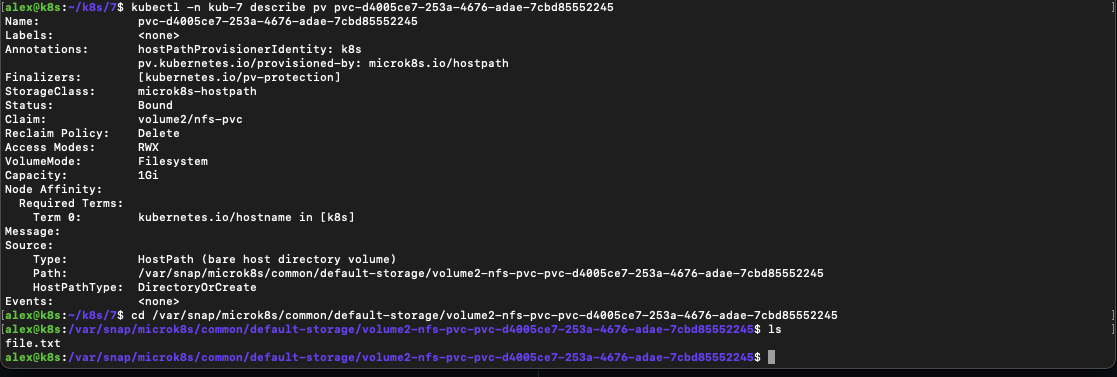 [alex@k8s:~/k8s/7$ kubectl -n kub-7 describe pv pvc-d4005ce7-253a-4676-adae-7cbd85552245 ]
Name: pvc-d4005ce7-253a-4676-adae-7cbd85552245
Labels: <none>
Annotations: hostPathProvisionerIdentity: k8s
pv.kubernetes.io/provisioned-by: microk8s.io/hostpath
Finalizers: [kubernetes.io/pv-protection]
StorageClass: microk8s-hostpath
Status: Bound
Claim: volume2/nfs-pvc
Reclaim Policy: Delete
Access Modes: RWX
VolumeMode: Filesystem
Capacity: 1Gi
Node Affinity:
Required Terms:
Term 0: kubernetes.io/hostname in [k8s]
Message:
Source:
Type: HostPath (bare host directory volume)
Path: /var/snap/microk8s/common/default-storage/volume2-nfs-pvc-pvc-d4005ce7-253a-4676-adae-7cbd85552245
HostPathType: DirectoryOrCreate
Events: <none>
[alex@k8s:~/k8s/7$ cd /var/snap/microk8s/common/default-storage/volume2-nfs-pvc-pvc-d4005ce7-253a-4676-adae-7cbd85552245 ]
[alex@k8s:/var/snap/microk8s/common/default-storage/volume2-nfs-pvc-pvc-d4005ce7-253a-4676-adae-7cbd85552245$ ls ]
file.txt
alex@k8s:/var/snap/microk8s/common/default-storage/volume2-nfs-pvc-pvc-d4005ce7-253a-4676-adae-7cbd85552245$